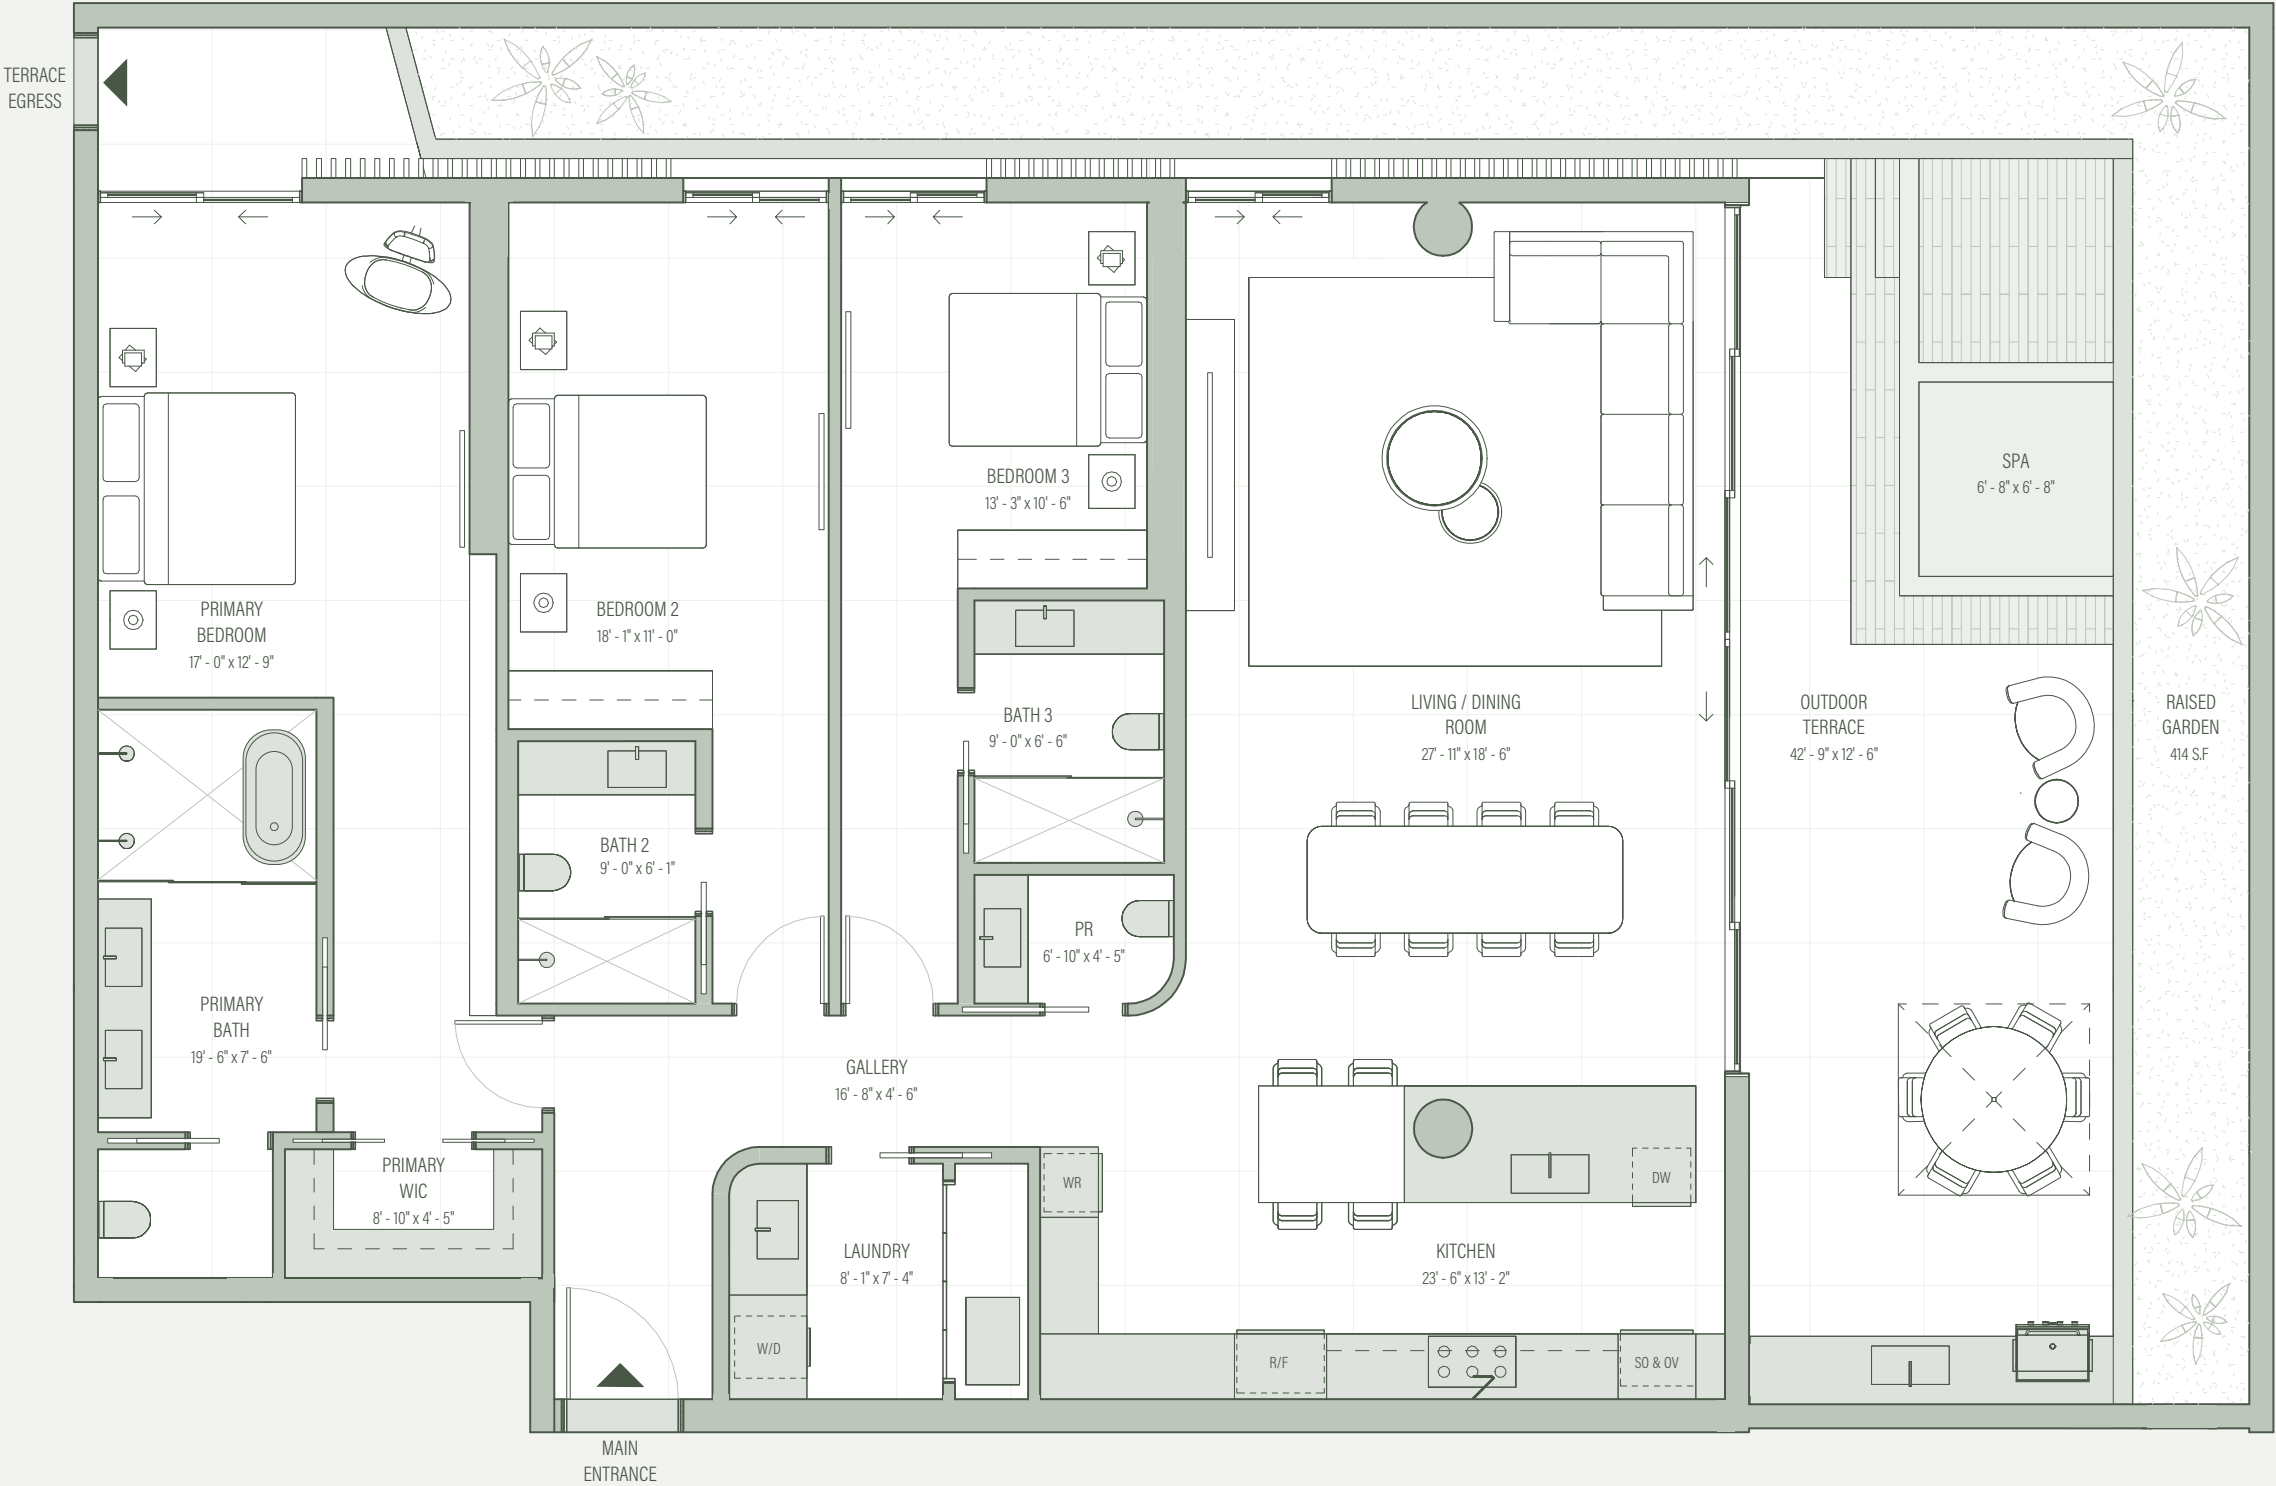 TERRACE
EGRESS
SPA
6' - 8" x 6' - 8"
BEDROOM 3
13' - 3" x 10' - 6"
PRIMARY
BEDROOM
17' - 0" x 12' - 9"
BEDROOM 2
18' - 1" x 11' - 0"
BATH 3
9' - 0" x 6' - 6"
LIVING / DINING
ROOM
27' - 11" x 18' - 6"
OUTDOOR
TERRACE
42' - 9" x 12' - 6"
RAISED
GARDEN
414 S.F
BATH 2
9' - 0" x 6' - 1"
PR
6' - 10" x 4' - 5"
PRIMARY
BATH
19' - 6" x 7' - 6"
GALLERY
16' - 8" x 4' - 6"
PRIMARY
WIC
8' - 10" x 4' - 5"
WR
DW
LAUNDRY
8' - 1" x 7' - 4"
KITCHEN
23' - 6" x 13' - 2"
W/D
R/F
SO & OV
MAIN
ENTRANCE